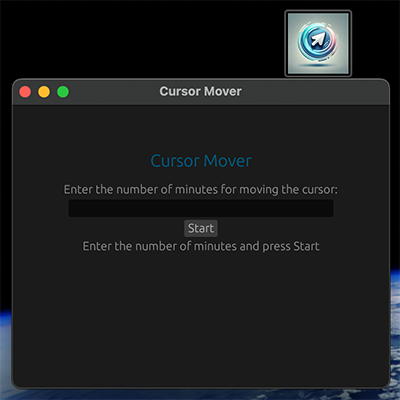 Cursor Mover
Cursor Mover
Enter the number of minutes for moving the cursor:
Start
Enter the number of minutes and press Start